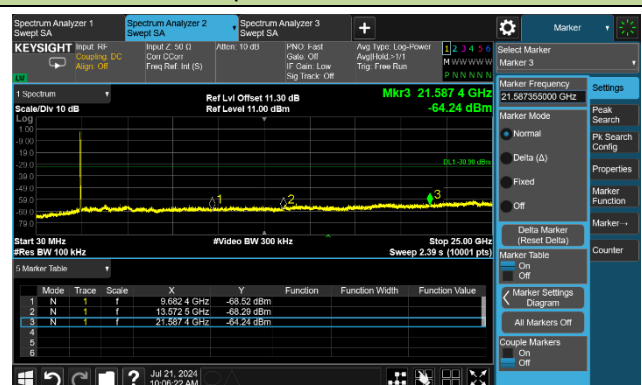 Spectrum Analyzer 1
Swept SA
Spectrum Analyzer 2
Swept SA
Spectrum Analyzer 3
Swept SA
Marker
KEYSIGHT
Input: RF
Coupling: DC
Align: Off
Input Z: 50 Ω
Corr CCorr
Freq Ref: Int (S)
Atten: 10 dB
PNO: Fast
Gate: Off
IF Gain: Low
Sig Track: Off
Avg Type: Log-Power
Avg|Hold:>1/1
Trig: Free Run
1 2 3 4 5 6
M W W W W W
P N N N N N
LM
Select Marker
Marker 3
1 Spectrum
Scale/Div 10 dB
Log
Ref Lvl Offset 11.30 dB
Ref Level 11.00 dBm
Mkr3 21.587 4 GHz
-64.24 dBm
1.00
-9.00
-19.0
-29.0
-39.0
-49.0
-59.0
-69.0
-79.0
DL1 -30.90 dBm
1
2
3
Start 30 MHz
#Res BW 100 kHz
#Video BW 300 kHz
Stop 25.00 GHz
Sweep 2.39 s (10001 pts)
5 Marker Table
Mode Trace Scale X Y Function Function Width Function Value
1 N 1 f 9.682 4 GHz -68.52 dBm
2 N 1 f 13.572 5 GHz -68.29 dBm
3 N 1 f 21.587 4 GHz -64.24 dBm
4
5
6
Marker Frequency
21.587355000 GHz
Marker Mode
Normal
Delta (Δ)
Fixed
Off
Delta Marker
(Reset Delta)
Marker Table
On
Off
Marker Settings
Diagram
All Markers Off
Couple Markers
On
Off
Settings
Peak
Search
Pk Search
Config
Properties
Marker
Function
Marker→
Counter
?
Jul 21, 2024
10:06:22 AM